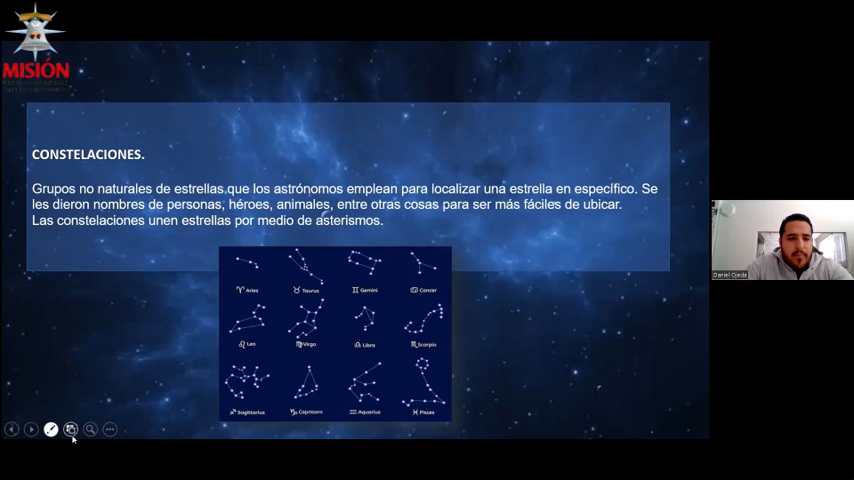 MISIÓN
CONSTELACIONES.
Grupos no naturales de estrellas que los astrónomos emplean para localizar una estrella en específico. Se
les dieron nombres de personas, héroes, animales, entre otras cosas para ser más fáciles de ubicar.
Las constelaciones unen estrellas por medio de asterismos.
♈ Aries ♉ Taurus ♊ Gemini ♋ Cancer
♌ Leo ♍ Virgo ♎ Libra ♏ Scorpio
♐ Sagittarius ♑ Capricorn ♒ Aquarius ♓ Pisces
Daniel Ojeda